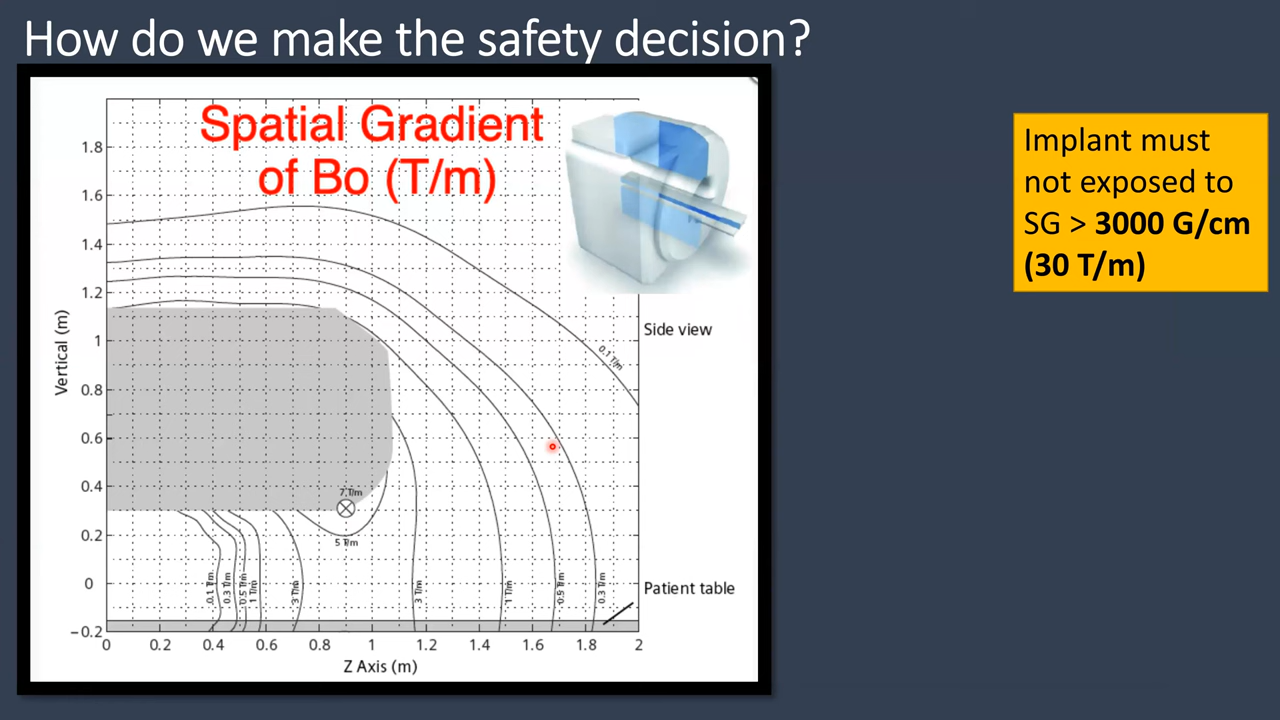 How do we make the safety decision?
Spatial Gradient
of Bo (T/m)
Implant must
not exposed to
SG > 3000 G/cm
(30 T/m)
Vertical (m)
1.8
1.6
1.4
1.2
1
0.8
0.6
0.4
0.2
0
−0.2
Side view
0.1 T/m
7 T/m
5 T/m
0.1 T/m
0.3 T/m
0.5 T/m
1 T/m
3 T/m
3 T/m
1 T/m
0.5 T/m
0.3 T/m
Patient table
0 0.2 0.4 0.6 0.8 1 1.2 1.4 1.6 1.8 2
Z Axis (m)